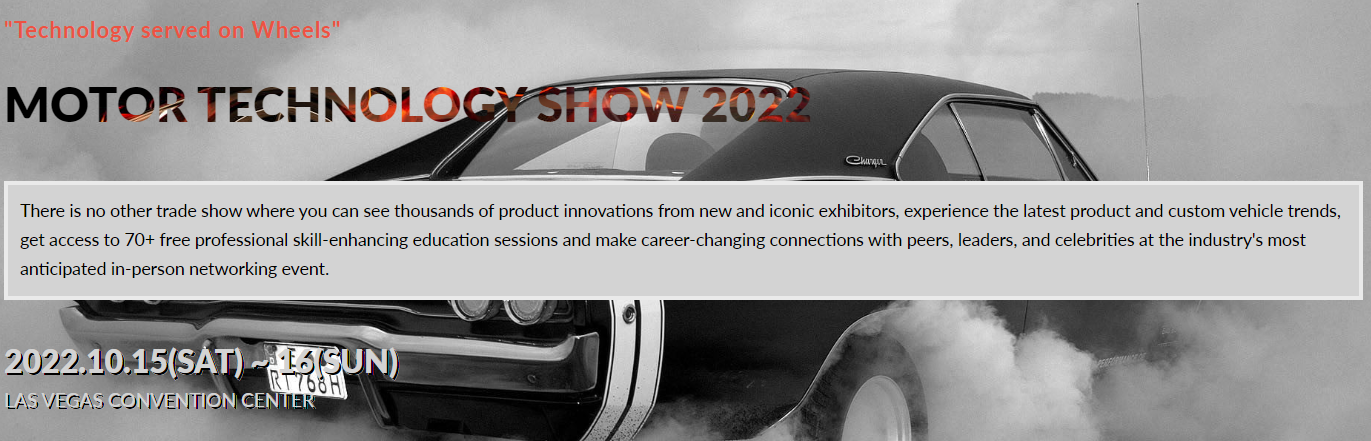 "Technology served on Wheels"
MOTOR TECHNOLOGY SHOW 2022
Charger
There is no other trade show where you can see thousands of product innovations from new and iconic exhibitors, experience the latest product and custom vehicle trends,
get access to 70+ free professional skill-enhancing education sessions and make career-changing connections with peers, leaders, and celebrities at the industry's most
anticipated in-person networking event.
2022.10.15(SAT) ~ 16(SUN)
LAS VEGAS CONVENTION CENTER